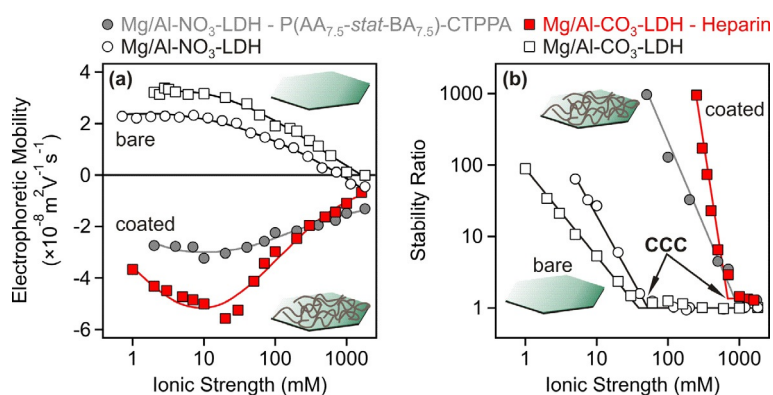 Mg/Al-NO₃-LDH - P(AA₇.₅-stat-BA₇.₅)-CTPPA
Mg/Al-NO₃-LDH
Mg/Al-CO₃-LDH - Heparin
Mg/Al-CO₃-LDH
(a)
4
2
0
-2
-4
-6
bare
coated
Electrophoretic Mobility
(×10⁻⁸ m² V⁻¹ s⁻¹)
1
10
100
1000
Ionic Strength (mM)
(b)
1000
100
10
1
coated
CCC
bare
Stability Ratio
1
10
100
1000
Ionic Strength (mM)